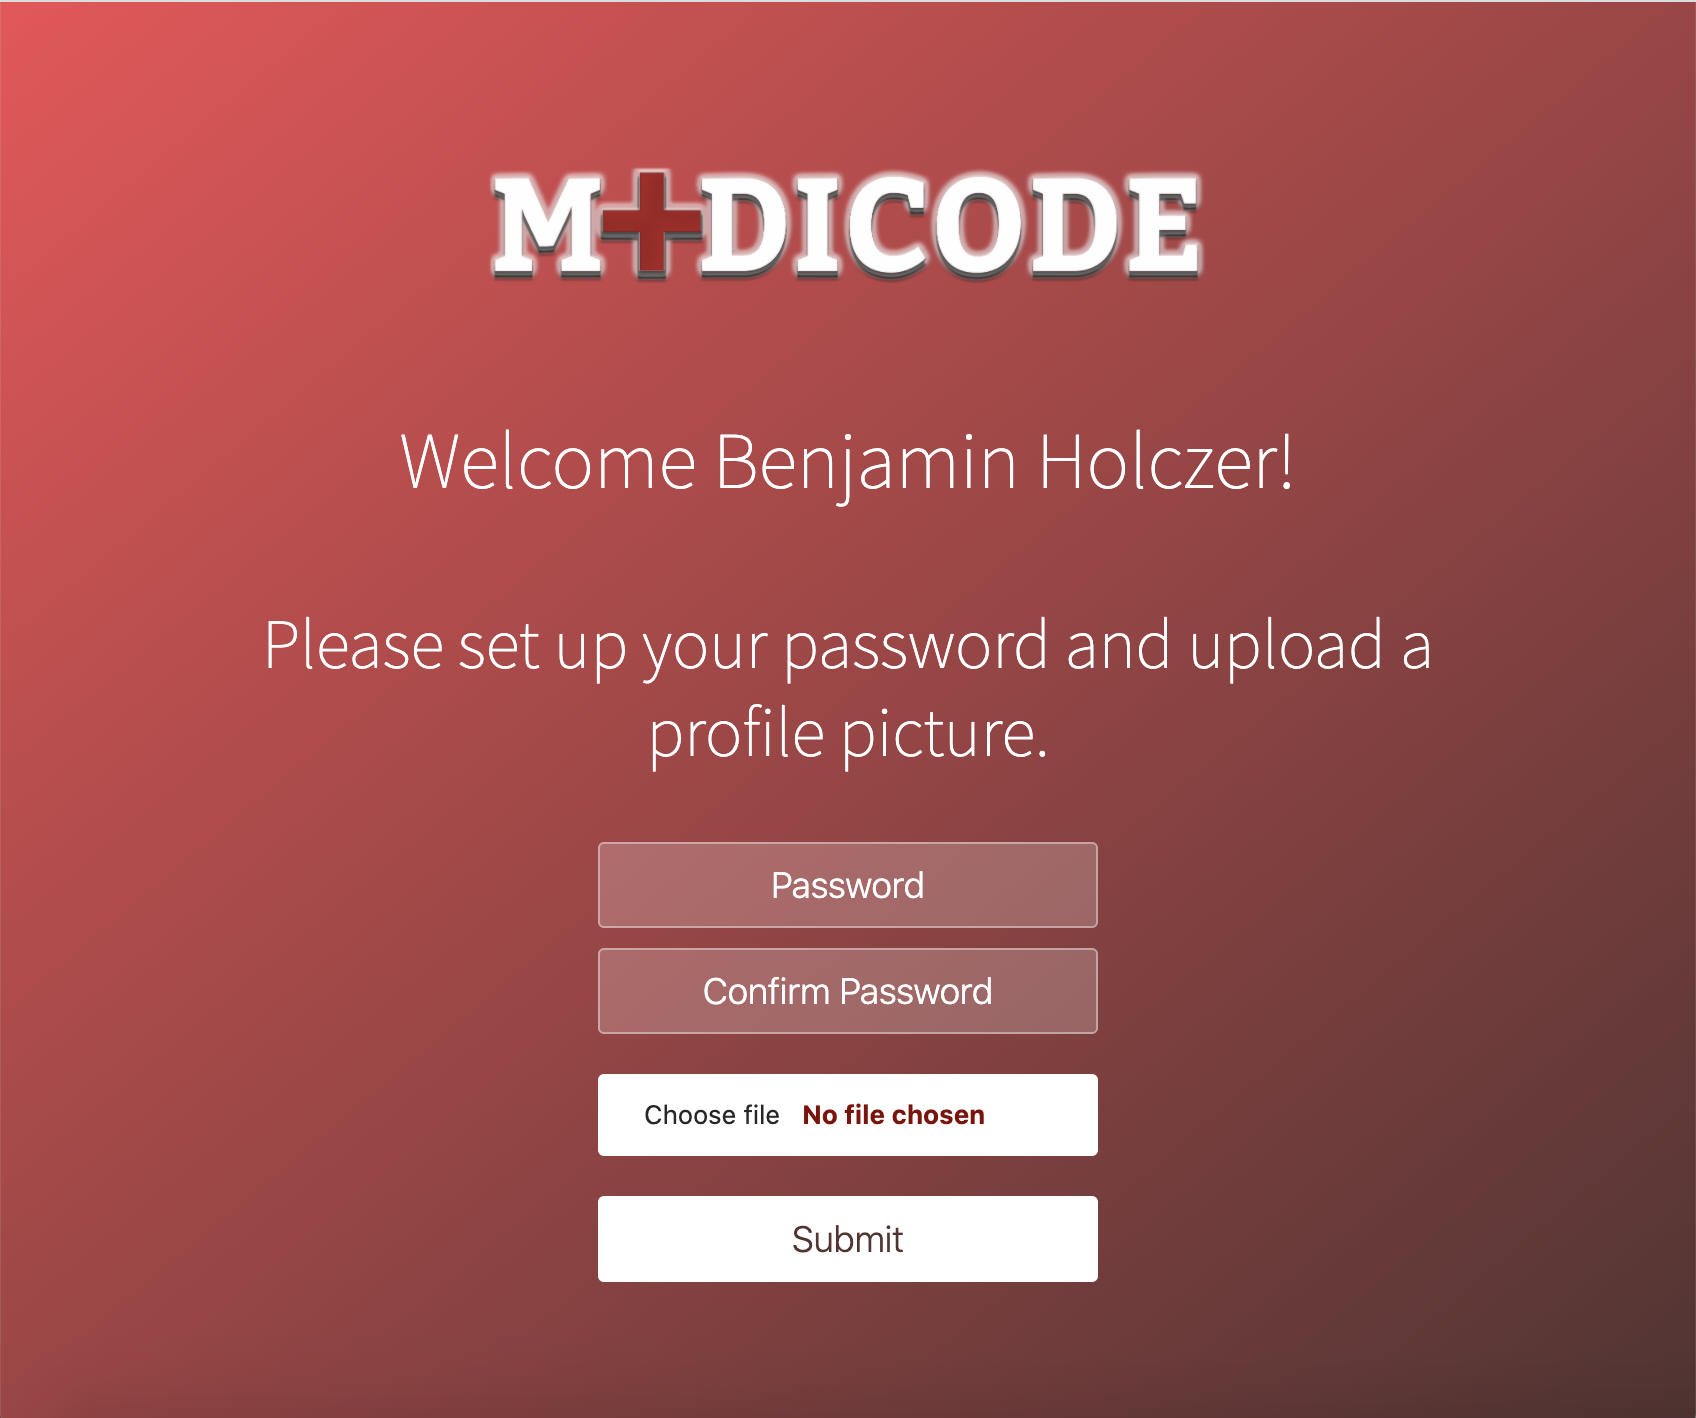 M+DICODE
Welcome Benjamin Holczer!
Please set up your password and upload a
profile picture.
Password
Confirm Password
Choose file No file chosen
Submit